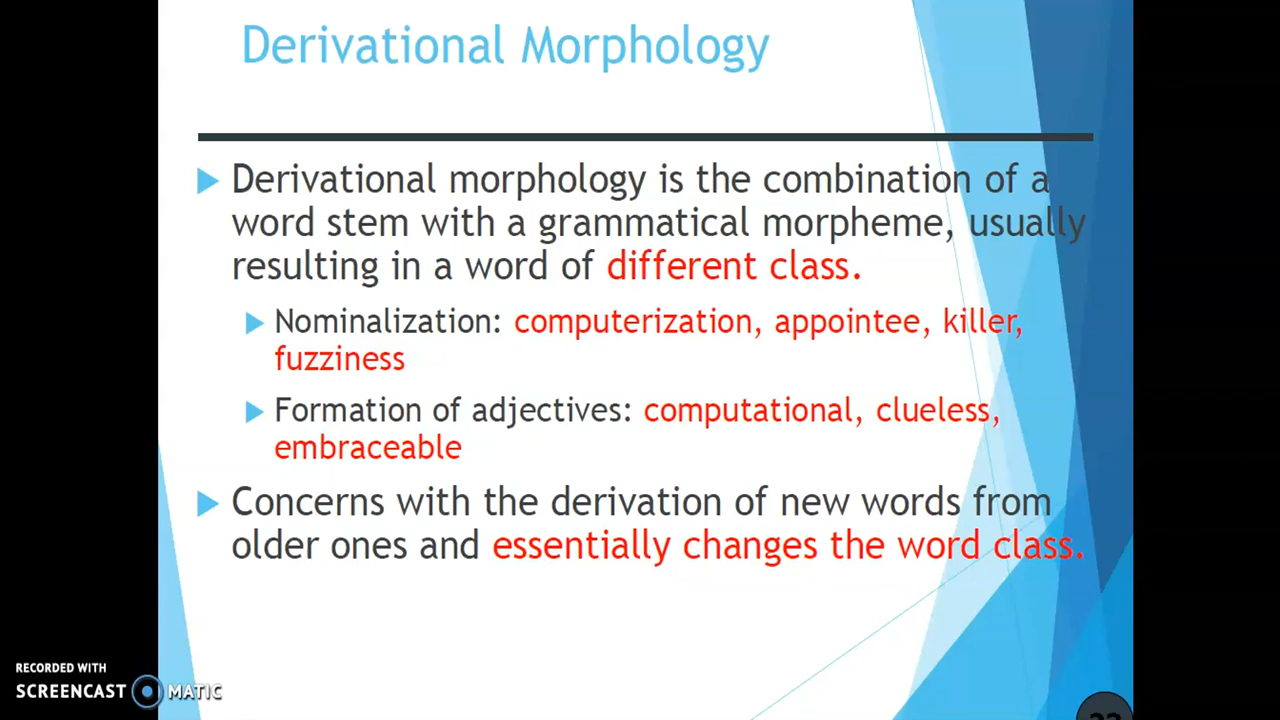 Derivational Morphology
Derivational morphology is the combination of a
word stem with a grammatical morpheme, usually
resulting in a word of different class.
Nominalization: computerization, appointee, killer,
fuzziness
Formation of adjectives: computational, clueless,
embraceable
Concerns with the derivation of new words from
older ones and essentially changes the word class.
RECORDED WITH
SCREENCAST MATIC